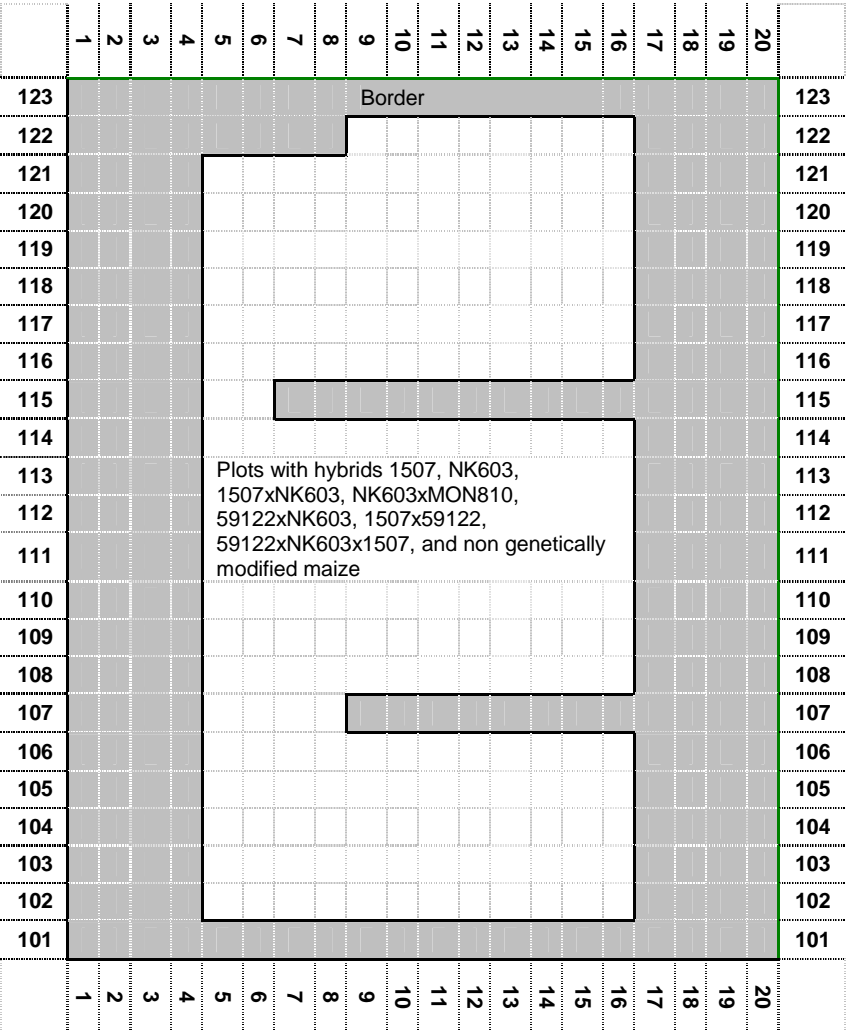 1 2 3 4 5 6 7 8 9 10 11 12 13 14 15 16 17 18 19 20
123 Border 123
122 122
121 121
120 120
119 119
118 118
117 117
116 116
115 115
114 114
113 Plots with hybrids 1507, NK603, 113
1507xNK603, NK603xMON810,
112 59122xNK603, 1507x59122, 112
111 59122xNK603x1507, and non genetically 111
modified maize
110 110
109 109
108 108
107 107
106 106
105 105
104 104
103 103
102 102
101 101
1 2 3 4 5 6 7 8 9 10 11 12 13 14 15 16 17 18 19 20